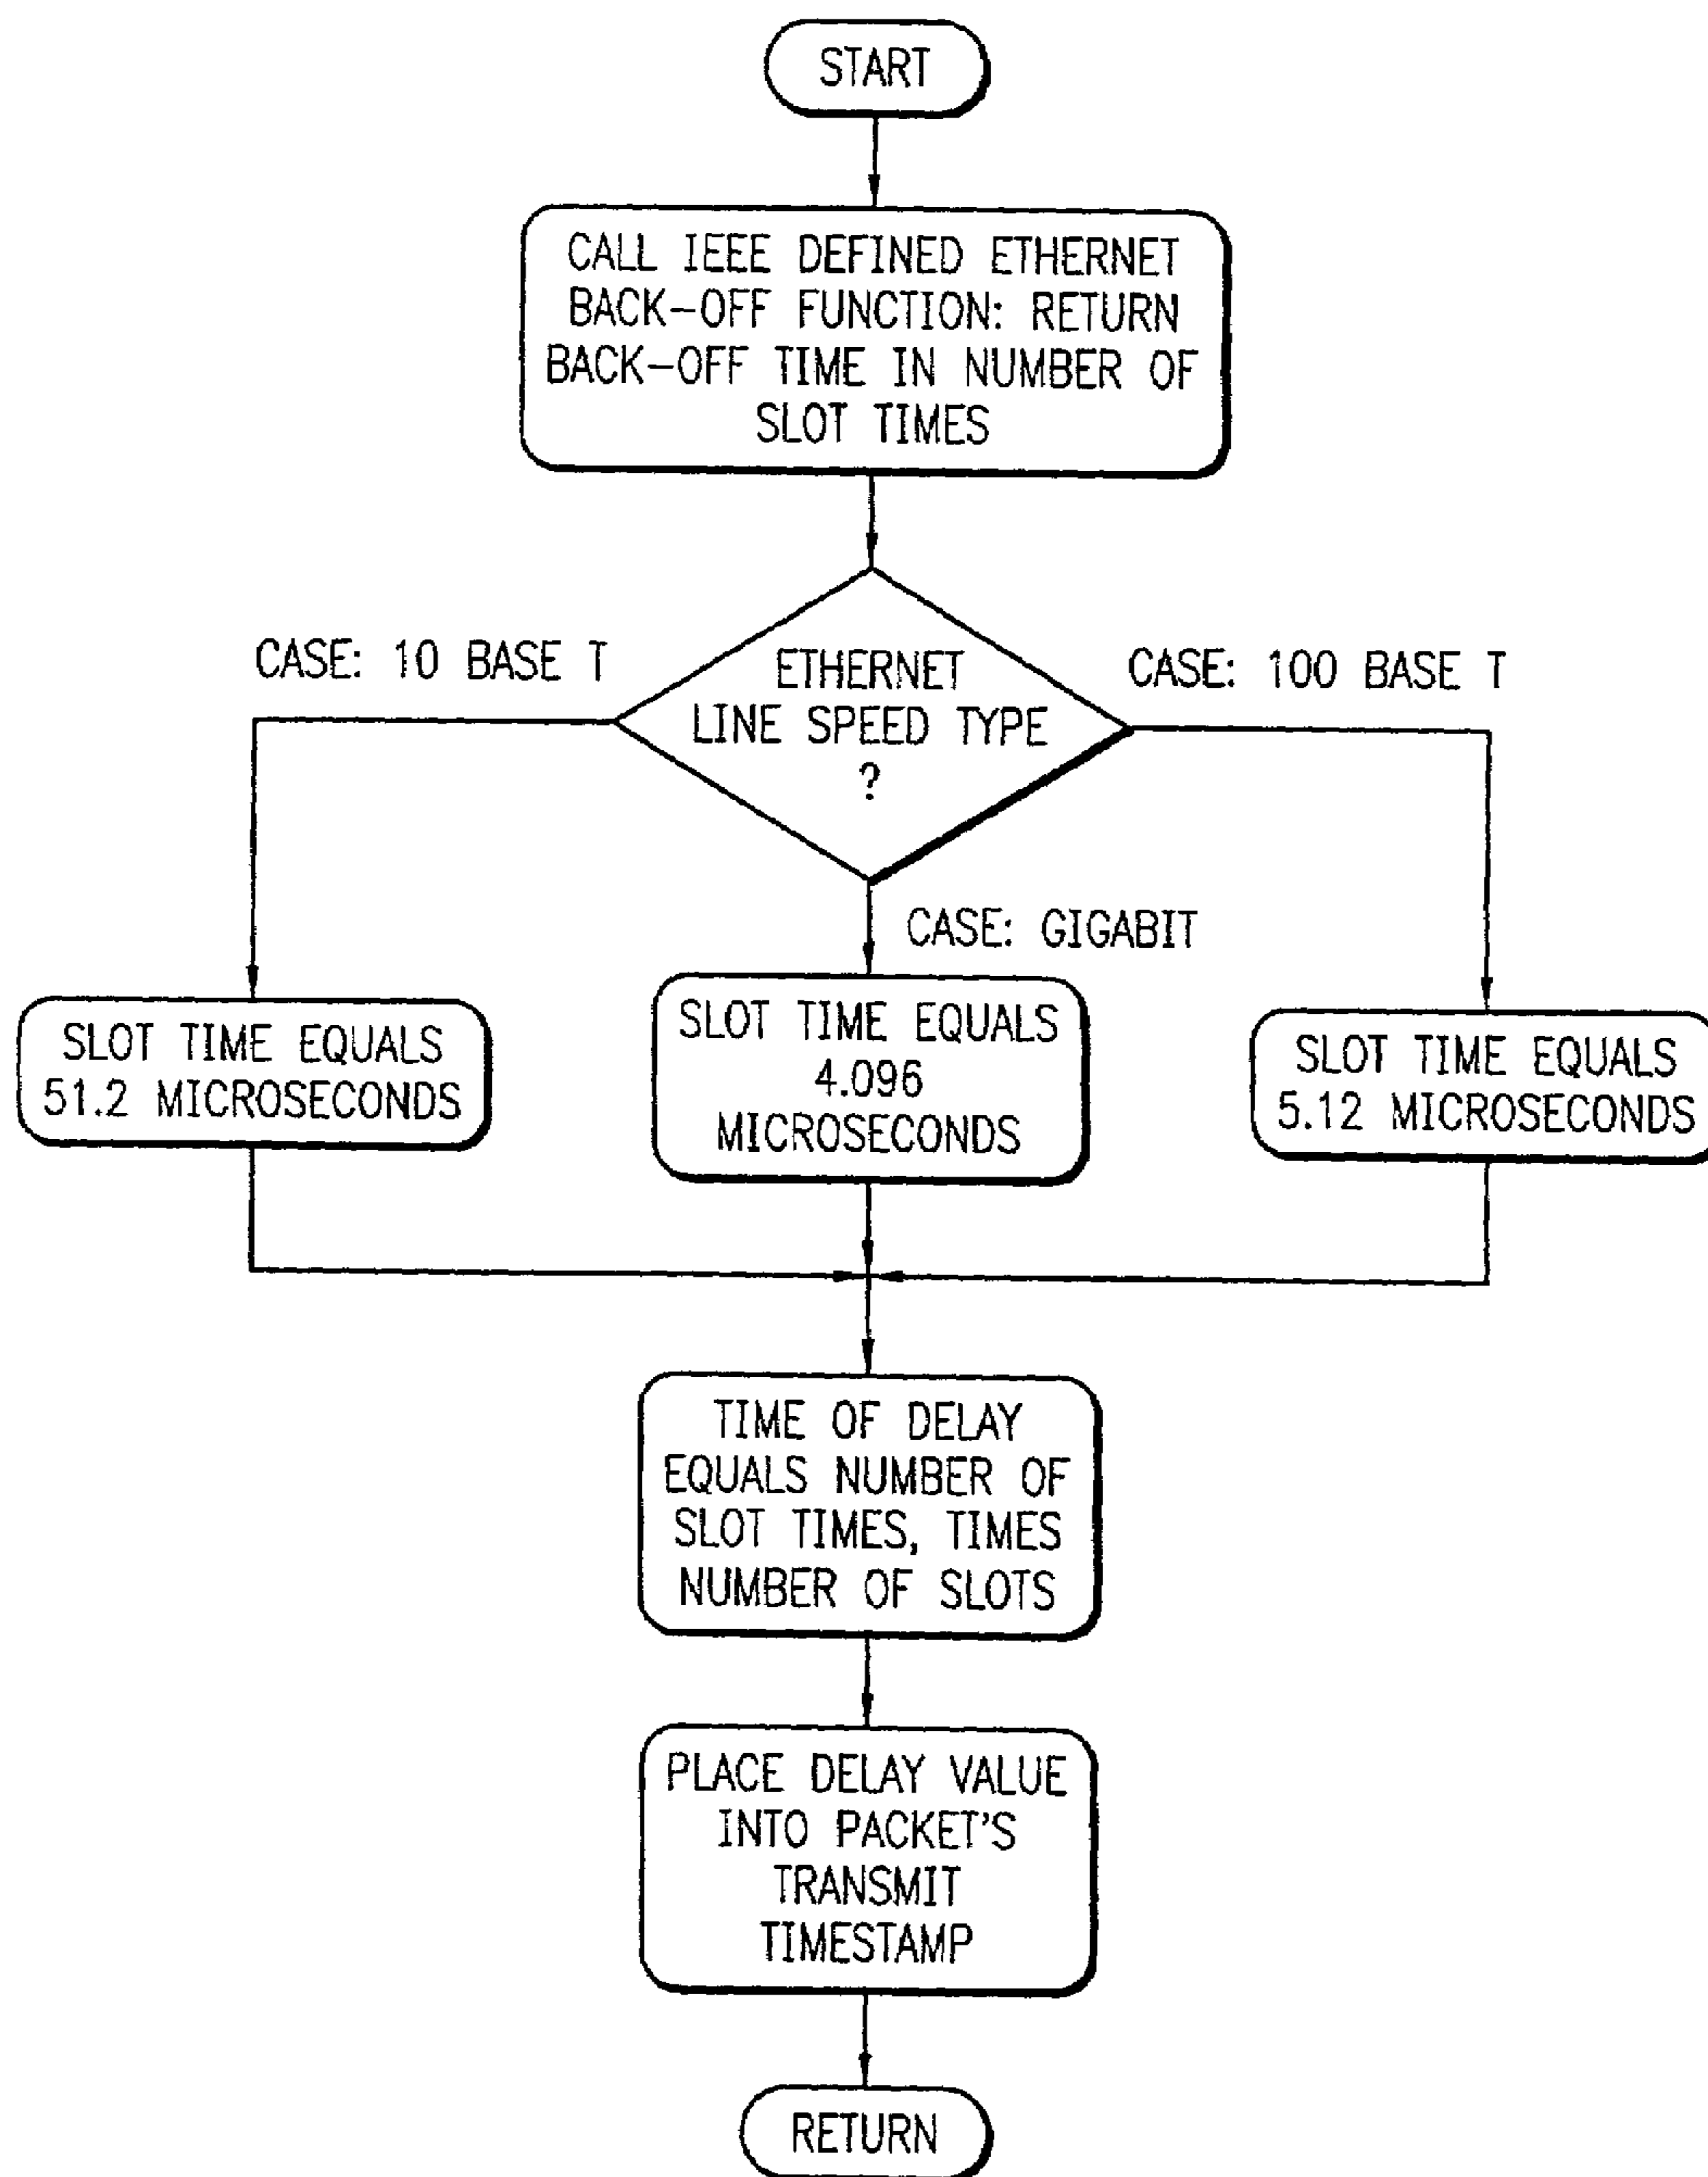 START
CALL IEEE DEFINED ETHERNET
BACK-OFF FUNCTION: RETURN
BACK-OFF TIME IN NUMBER OF
SLOT TIMES
CASE: 10 BASE T
ETHERNET
LINE SPEED TYPE
?
CASE: 100 BASE T
CASE: GIGABIT
SLOT TIME EQUALS
51.2 MICROSECONDS
SLOT TIME EQUALS
4.096
MICROSECONDS
SLOT TIME EQUALS
5.12 MICROSECONDS
TIME OF DELAY
EQUALS NUMBER OF
SLOT TIMES, TIMES
NUMBER OF SLOTS
PLACE DELAY VALUE
INTO PACKET'S
TRANSMIT
TIMESTAMP
RETURN